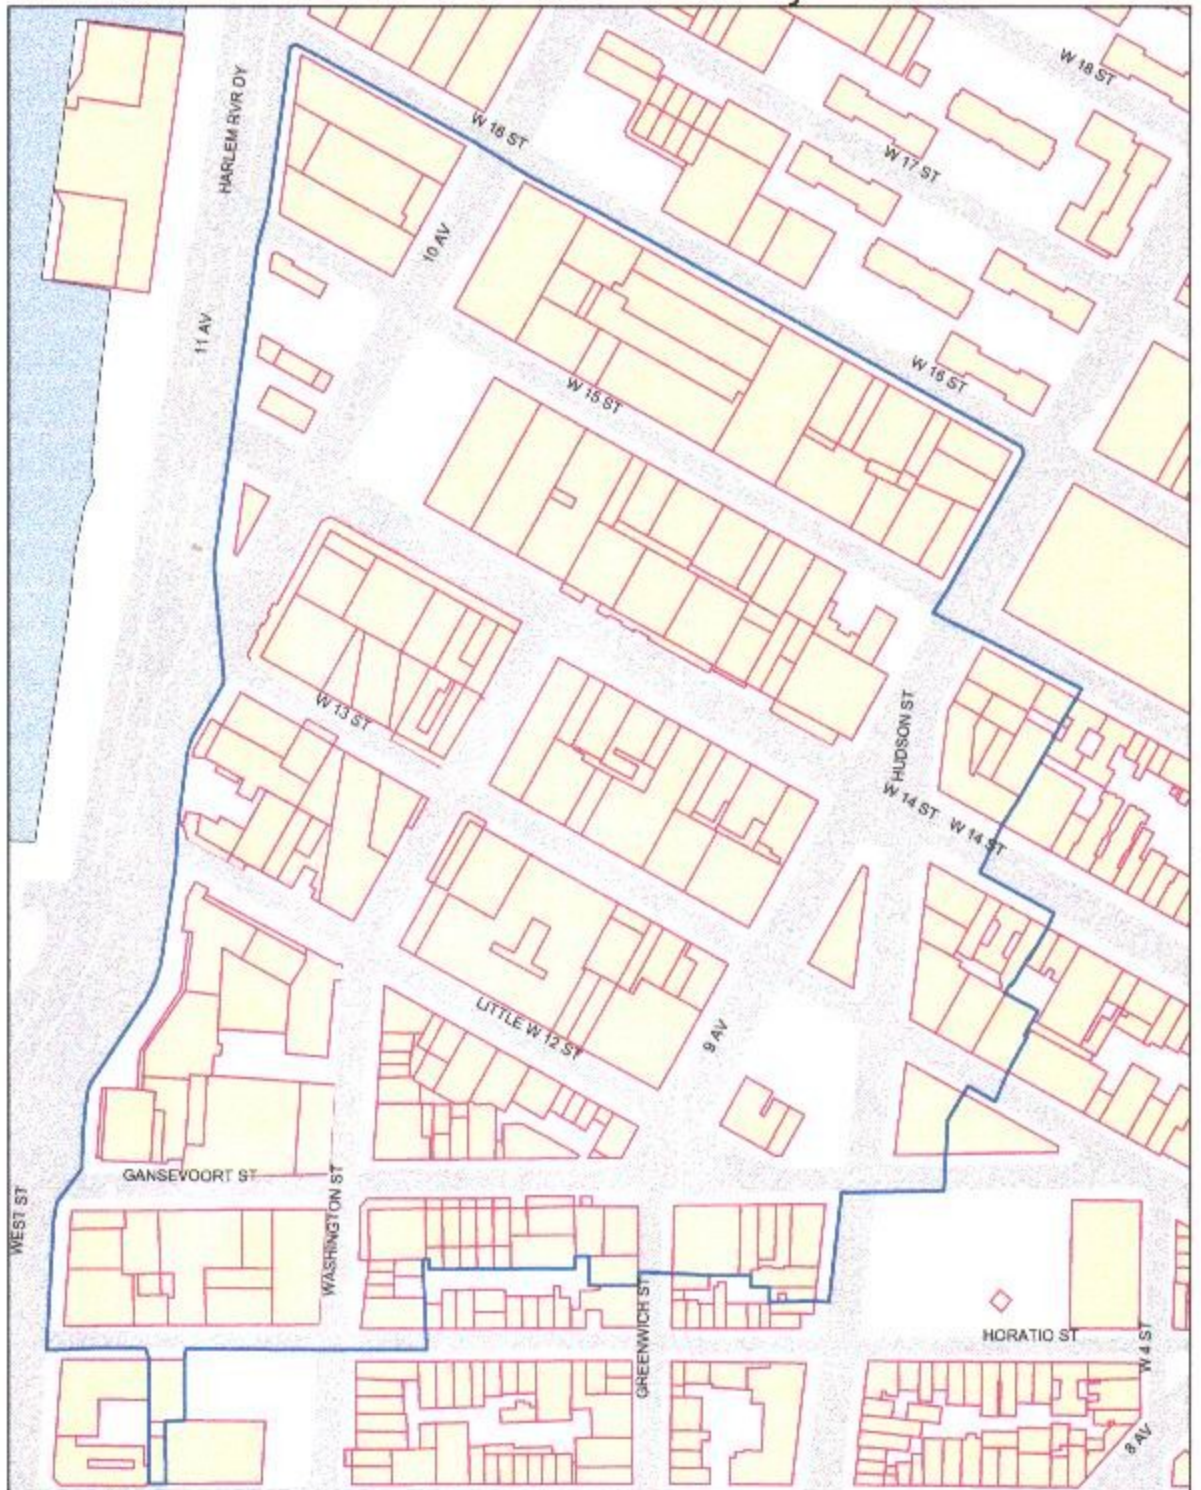 W 18 ST
HARLEM RVR DY
W 16 ST
W 17 ST
10 AV
11 AV
W 16 ST
W 15 ST
W 13 ST
HUDSON ST
W 14 ST
W 14 ST
LITTLE W 12 ST
9 AV
GANSEVOORT ST
WEST ST
WASHINGTON ST
GREENWICH ST
HORATIO ST
W 4 ST
8 AV